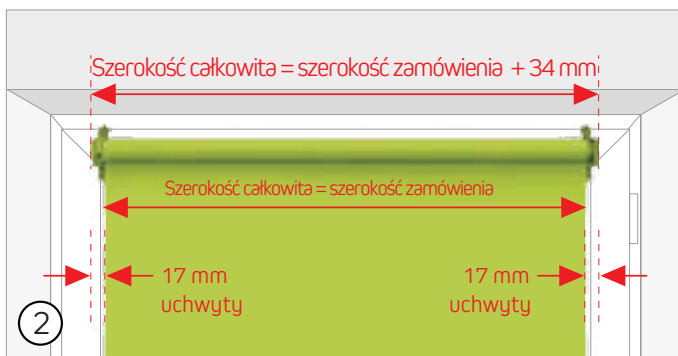 Szerokość całkowita = szerokość zamówienia + 34 mm
Szerokość całkowita = szerokość zamówienia
17 mm
uchwyty
17 mm
uchwyty
2